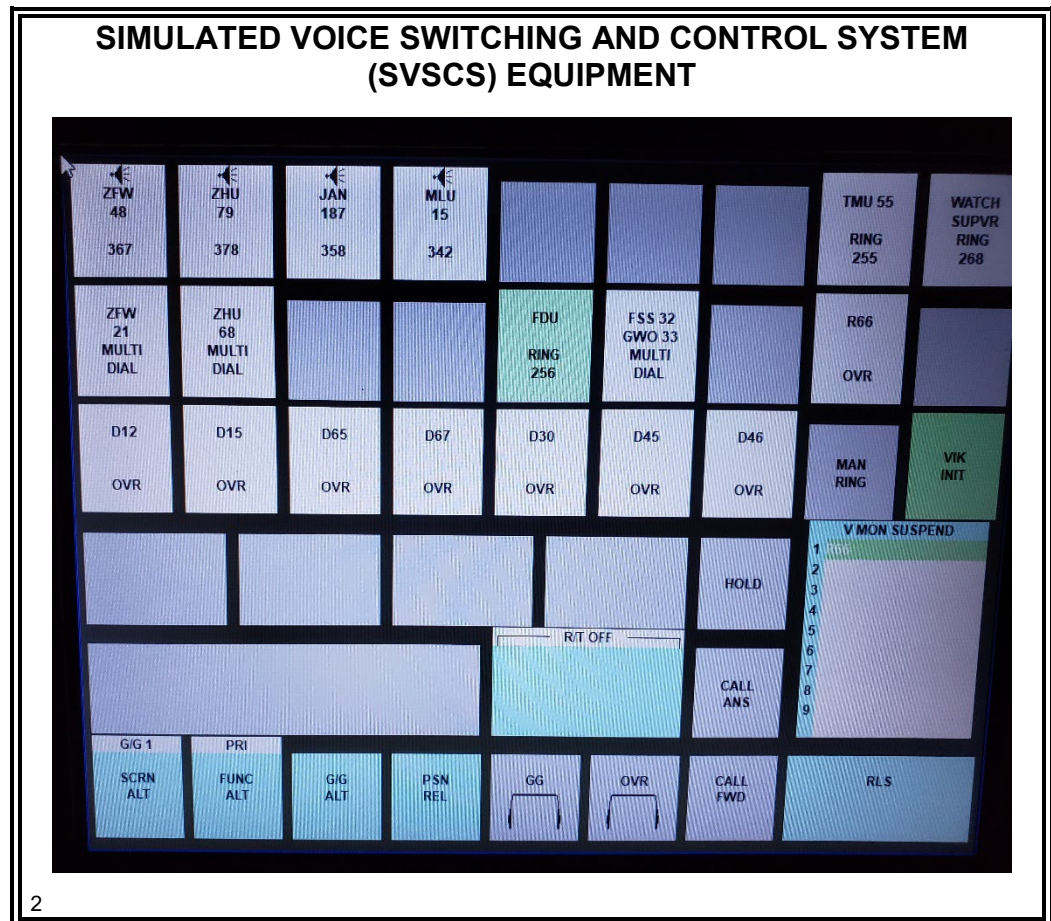 SIMULATED VOICE SWITCHING AND CONTROL SYSTEM
(SVSCS) EQUIPMENT
ZFW
48
367
ZHU
79
378
JAN
187
358
MLU
15
342
TMU 55
RING
255
WATCH
SUPVR
RING
268
ZFW
21
MULTI
DIAL
ZHU
68
MULTI
DIAL
FDU
RING
256
FSS 32
GWO 33
MULTI
DIAL
R66
OVR
D12
OVR
D15
OVR
D65
OVR
D67
OVR
D30
OVR
D45
OVR
D46
OVR
MAN
RING
VIK
INIT
HOLD
V MON SUSPEND
1 R66
2
3
4
5
6
7
8
9
R/T OFF
CALL
ANS
G/G 1
SCRN
ALT
PRI
FUNC
ALT
G/G
ALT
PSN
REL
GG
OVR
CALL
FWD
RLS
2